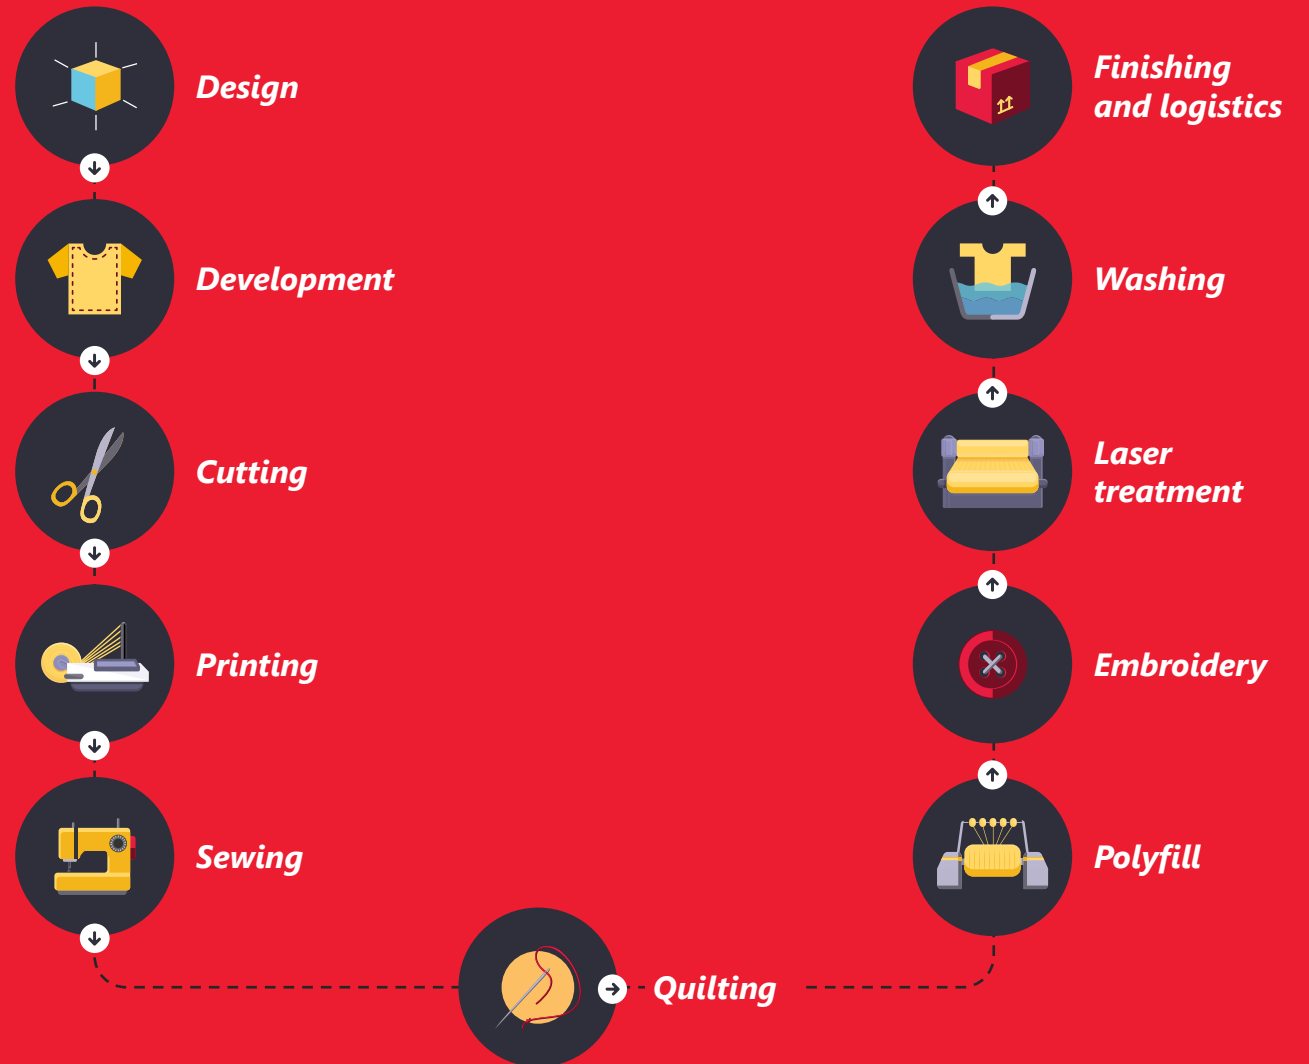 Design
Development
Cutting
Printing
Sewing
Quilting
Polyfill
Embroidery
Laser
treatment
Washing
Finishing
and logistics